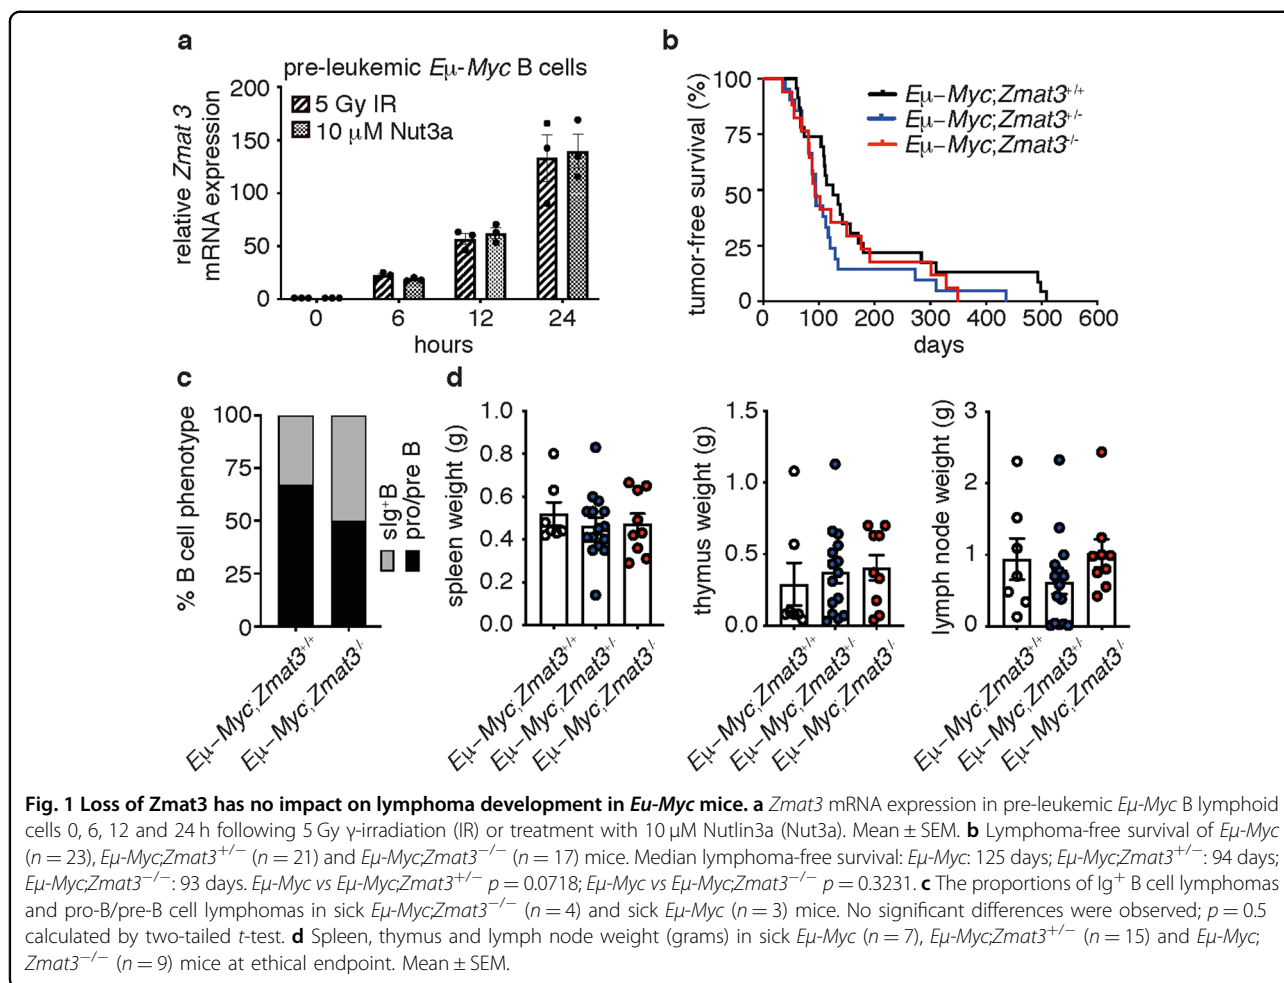 a
pre-leukemic Eμ-Myc B cells
relative Zmat 3
mRNA expression
200
150
100
50
0
5 Gy IR
10 μM Nut3a
0 6 12 24
hours
b
tumor-free survival (%)
100
75
50
25
0
Eμ–Myc;Zmat3+/+
Eμ–Myc;Zmat3+/-
Eμ–Myc;Zmat3-/-
0 100 200 300 400 500 600
days
c
% B cell phenotype
100
75
50
25
0
sIg+B
pro/pre B
Eμ–Myc;Zmat3+/+
Eμ–Myc;Zmat3-/-
d
spleen weight (g)
1.0
0.8
0.6
0.4
0.2
0.0
Eμ–Myc;Zmat3+/+
Eμ–Myc;Zmat3+/-
Eμ–Myc;Zmat3-/-
thymus weight (g)
1.5
1.0
0.5
0.0
Eμ–Myc;Zmat3+/+
Eμ–Myc;Zmat3+/-
Eμ–Myc;Zmat3-/-
lymph node weight (g)
3
2
1
0
Eμ–Myc;Zmat3+/+
Eμ–Myc;Zmat3+/-
Eμ–Myc;Zmat3-/-
Fig. 1 Loss of Zmat3 has no impact on lymphoma development in Eu-Myc mice. a Zmat3 mRNA expression in pre-leukemic Eμ-Myc B lymphoid
cells 0, 6, 12 and 24 h following 5 Gy γ-irradiation (IR) or treatment with 10 μM Nutlin3a (Nut3a). Mean ± SEM. b Lymphoma-free survival of Eμ-Myc
(n = 23), Eμ-Myc;Zmat3+/− (n = 21) and Eμ-Myc;Zmat3−/− (n = 17) mice. Median lymphoma-free survival: Eμ-Myc: 125 days; Eμ-Myc;Zmat3+/−: 94 days;
Eμ-Myc;Zmat3−/−: 93 days. Eμ-Myc vs Eμ-Myc;Zmat3+/− p = 0.0718; Eμ-Myc vs Eμ-Myc;Zmat3−/− p = 0.3231. c The proportions of Ig+ B cell lymphomas
and pro-B/pre-B cell lymphomas in sick Eμ-Myc;Zmat3−/− (n = 4) and sick Eμ-Myc (n = 3) mice. No significant differences were observed; p = 0.5
calculated by two-tailed t-test. d Spleen, thymus and lymph node weight (grams) in sick Eμ-Myc (n = 7), Eμ-Myc;Zmat3+/− (n = 15) and Eμ-Myc;
Zmat3−/− (n = 9) mice at ethical endpoint. Mean ± SEM.